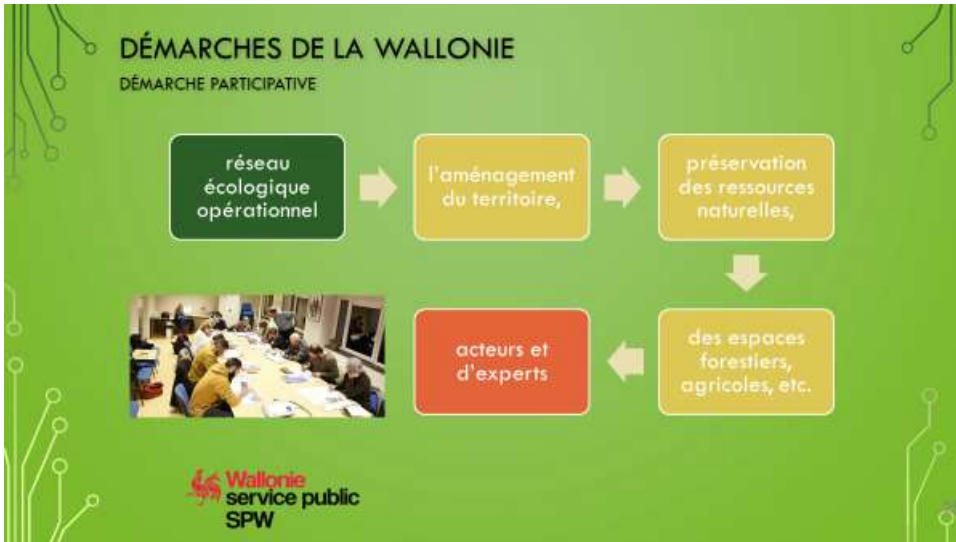 DÉMARCHES DE LA WALLONIE
DÉMARCHE PARTICIPATIVE
réseau
écologique
opérationnel
l'aménagement
du territoire,
préservation
des ressources
naturelles,
des espaces
forestiers,
agricoles, etc.
acteurs et
d'experts
Wallonie
service public
SPW